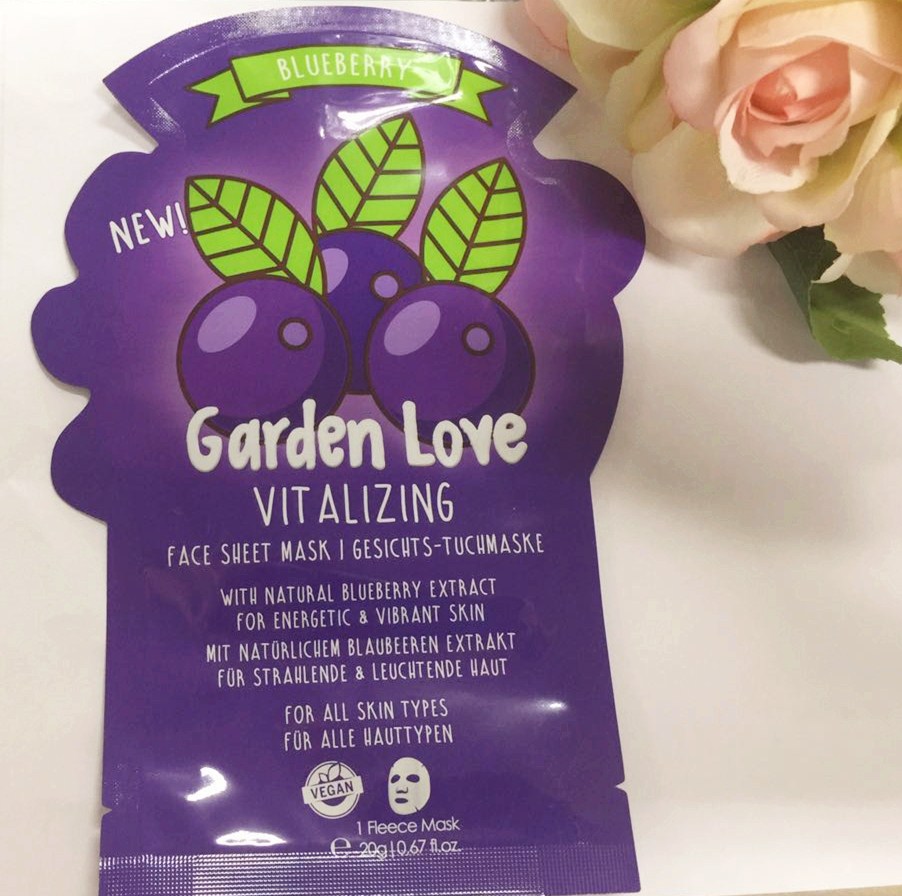 BLUEBERRY
NEW!
Garden Love
VITALIZING
FACE SHEET MASK | GESICHTS-TUCHMASKE
WITH NATURAL BLUEBERRY EXTRACT
FOR ENERGETIC & VIBRANT SKIN
MIT NATÜRLICHEM BLAUBEEREN EXTRAKT
FÜR STRAHLENDE & LEUCHTENDE HAUT
FOR ALL SKIN TYPES
FÜR ALLE HAUTTYPEN
VEGAN
1 Fleece Mask
℮ 20g | 0.67 fl.oz.